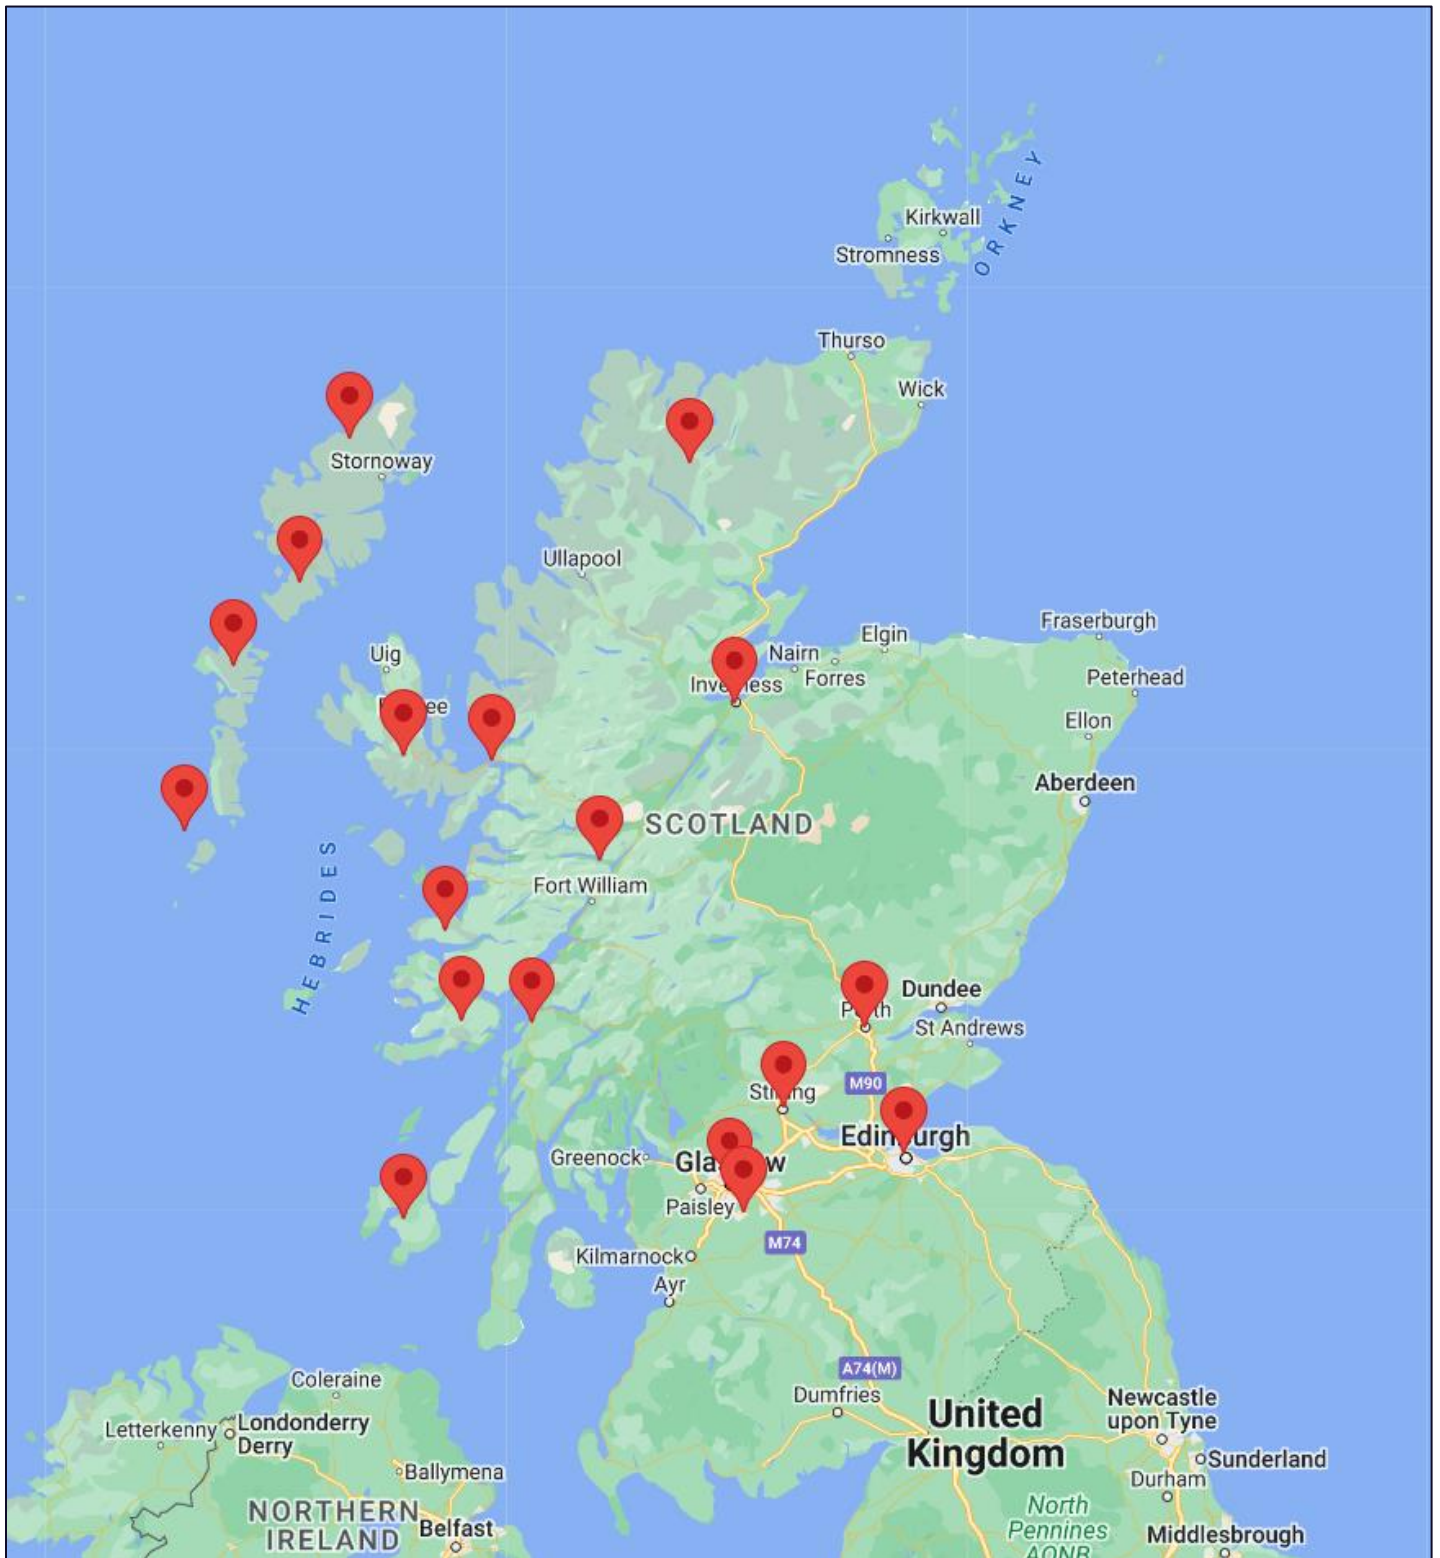 Kirkwall
Stromness
ORKNEY
Thurso
Wick
Stornoway
Ullapool
Fraserburgh
Elgin
Nairn
Forres
Uig
Peterhead
Ellon
Aberdeen
SCOTLAND
HEBRIDES
Fort William
Dundee
St Andrews
M90
Greenock
Paisley
M74
Kilmarnock
Ayr
A74(M)
Coleraine
Dumfries
United
Kingdom
Newcastle
upon Tyne
Letterkenny
Londonderry
Derry
Sunderland
Ballymena
Durham
NORTHERN
IRELAND
Belfast
North
Pennines
AONB
Middlesbrough